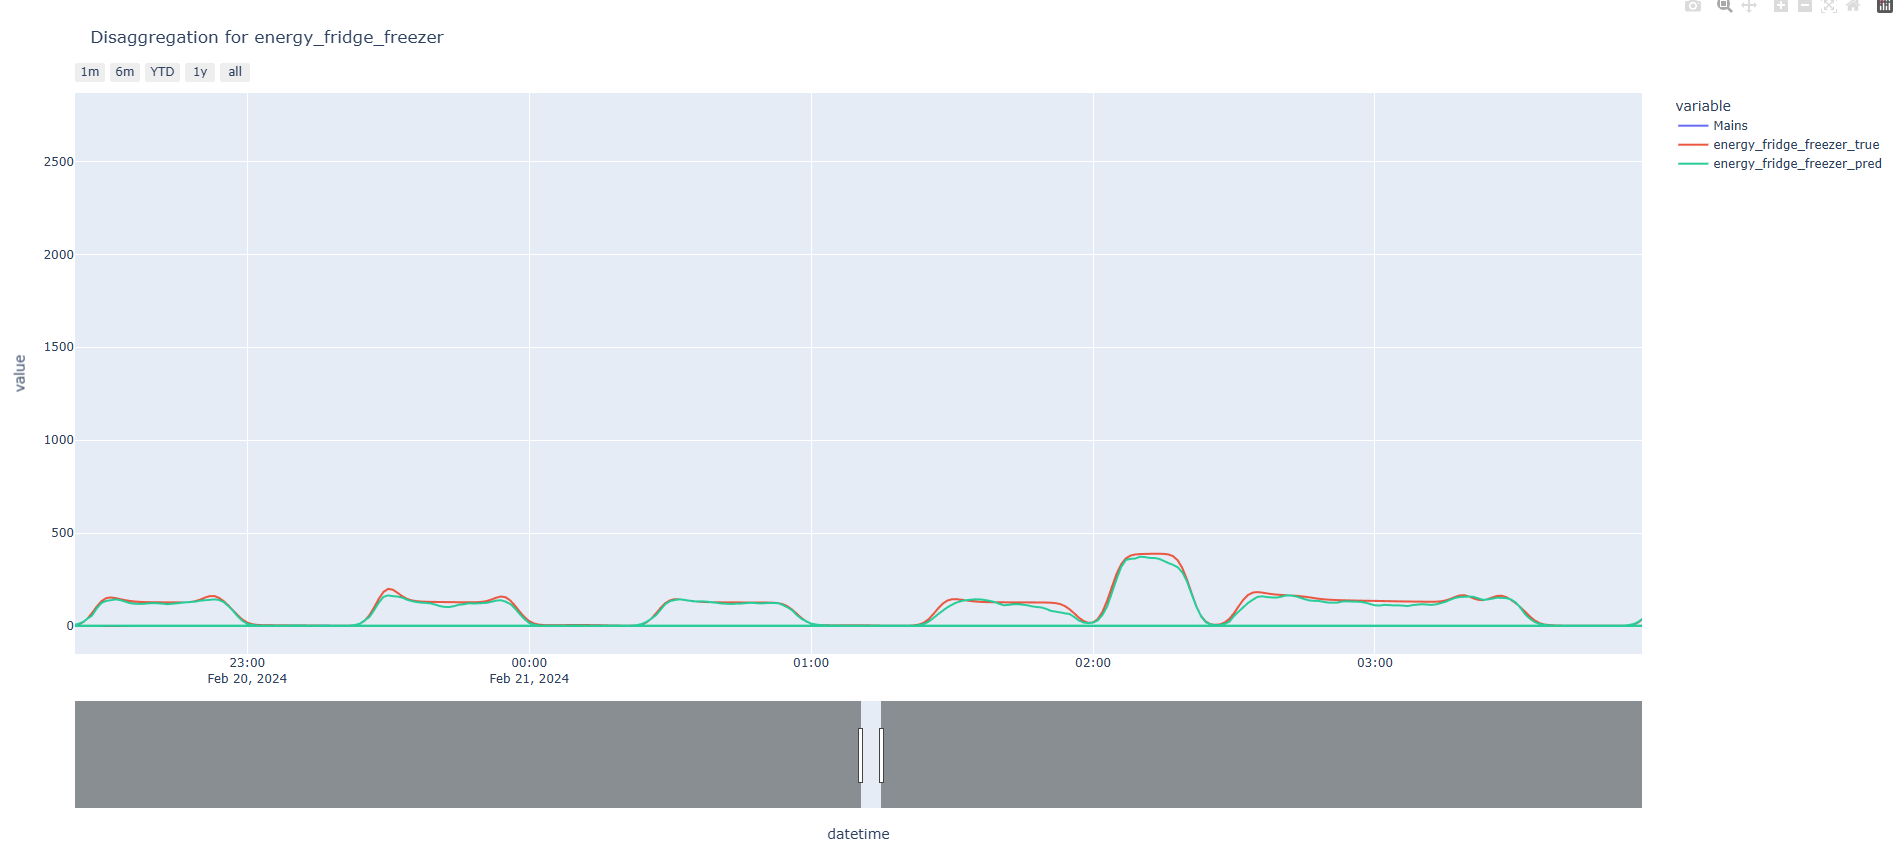 Disaggregation for energy_fridge_freezer
1m 6m YTD 1y all
variable
Mains
energy_fridge_freezer_true
energy_fridge_freezer_pred
value
2500
2000
1500
1000
500
0
23:00 00:00 01:00 02:00 03:00
Feb 20, 2024 Feb 21, 2024
datetime